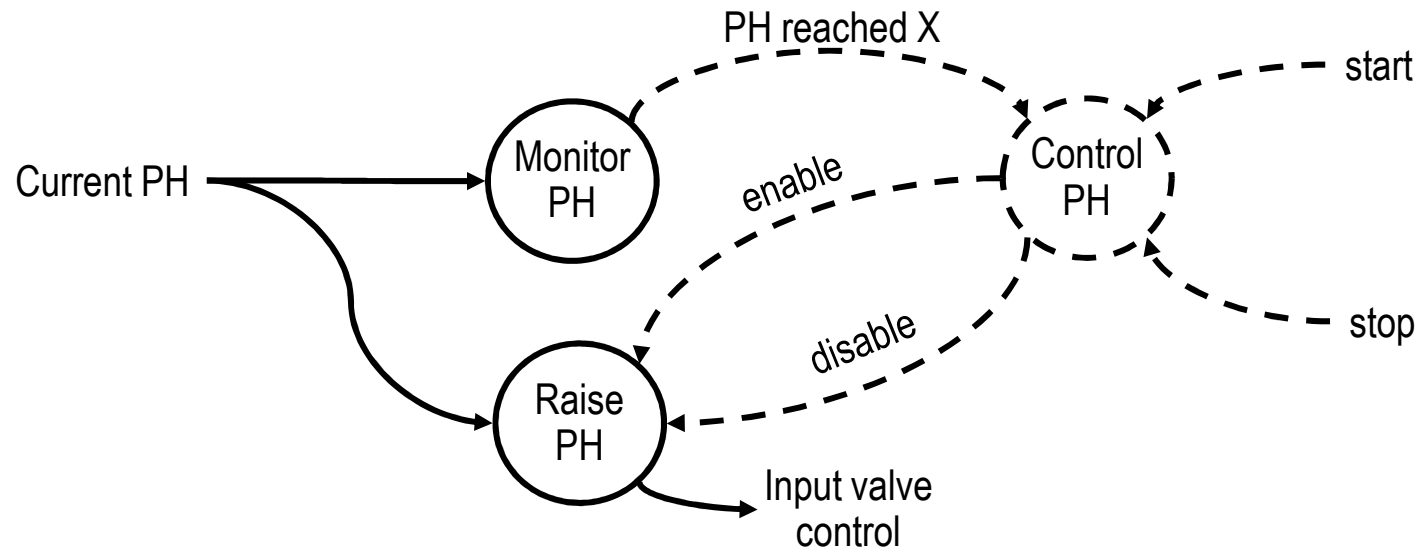 PH reached X
start
Monitor
PH
Control
PH
Current PH
enable
disable
stop
Raise
PH
Input valve
control